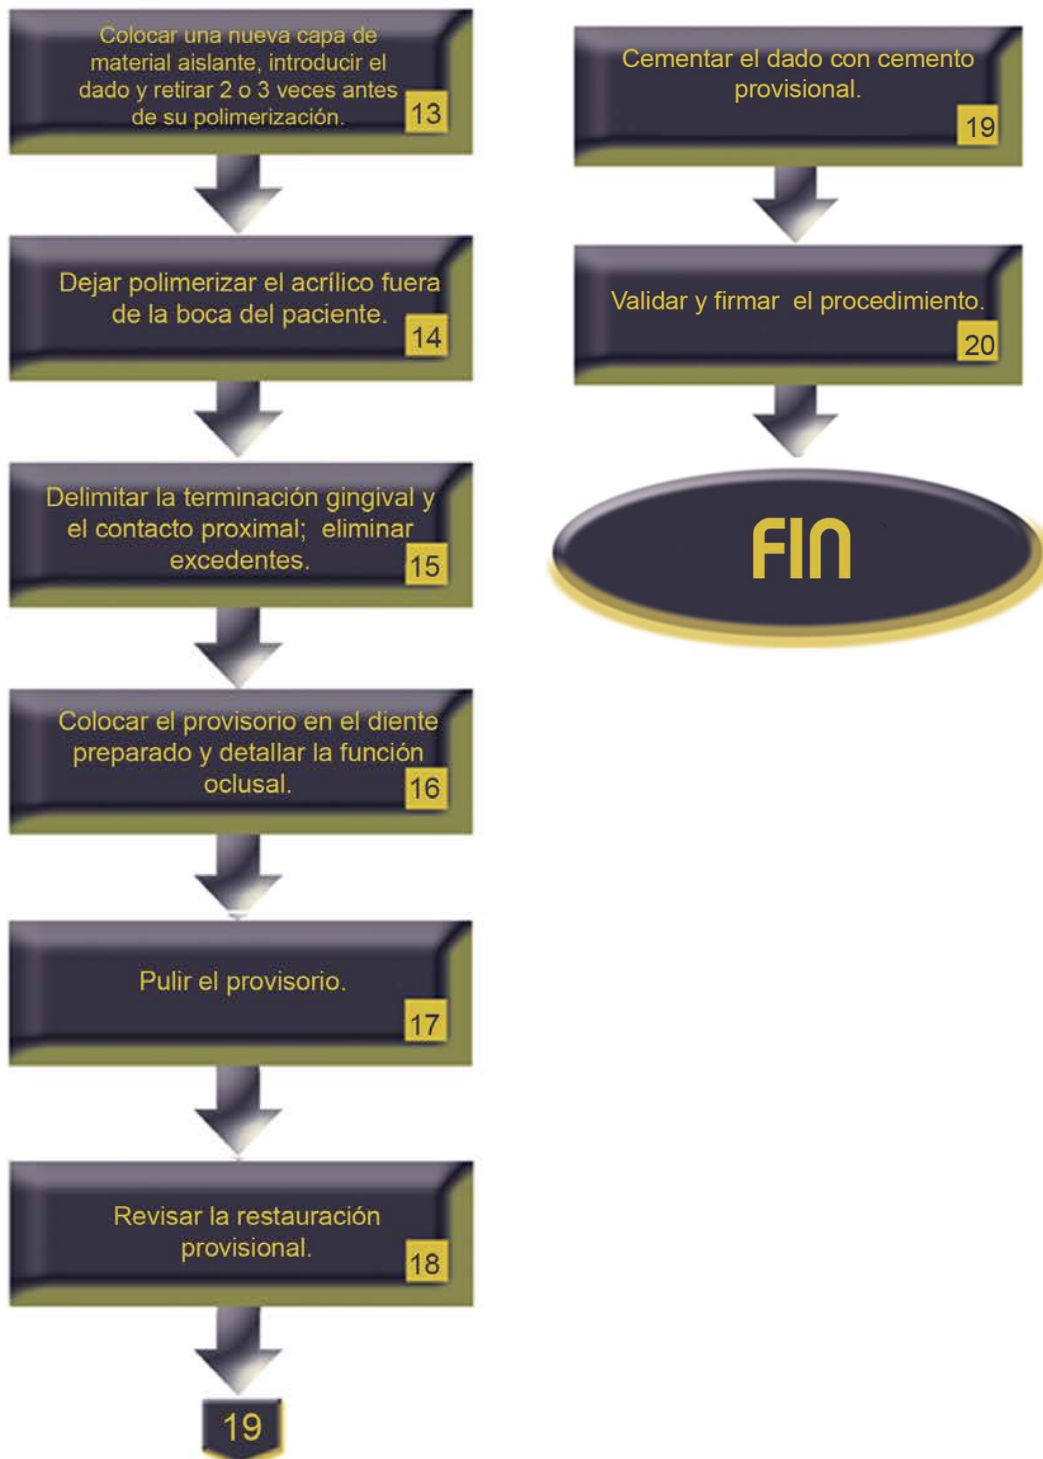 Colocar una nueva capa de
material aislante, introducir el
dado y retirar 2 o 3 veces antes
de su polimerización.
13
Dejar polimerizar el acrílico fuera
de la boca del paciente.
14
Delimitar la terminación gingival y
el contacto proximal; eliminar
excedentes.
15
Colocar el provisorio en el diente
preparado y detallar la función
oclusal.
16
Pulir el provisorio.
17
Revisar la restauración
provisional.
18
19
Cementar el dado con cemento
provisional.
19
Validar y firmar el procedimiento.
20
FIN